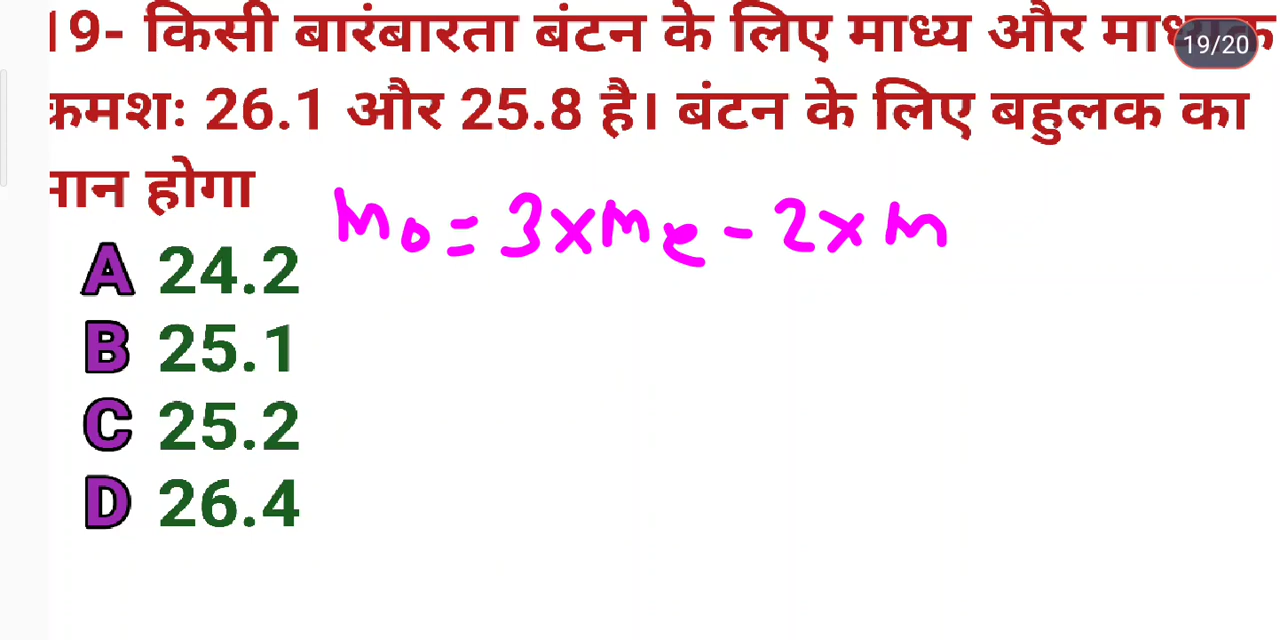 19- किसी बारंबारता बंटन के लिए माध्य और
19/20
क्रमशः 26.1 और 25.8 है। बंटन के लिए बहुलक का
मान होगा
Mo = 3 x Me - 2 x M
A 24.2
B 25.1
C 25.2
D 26.4